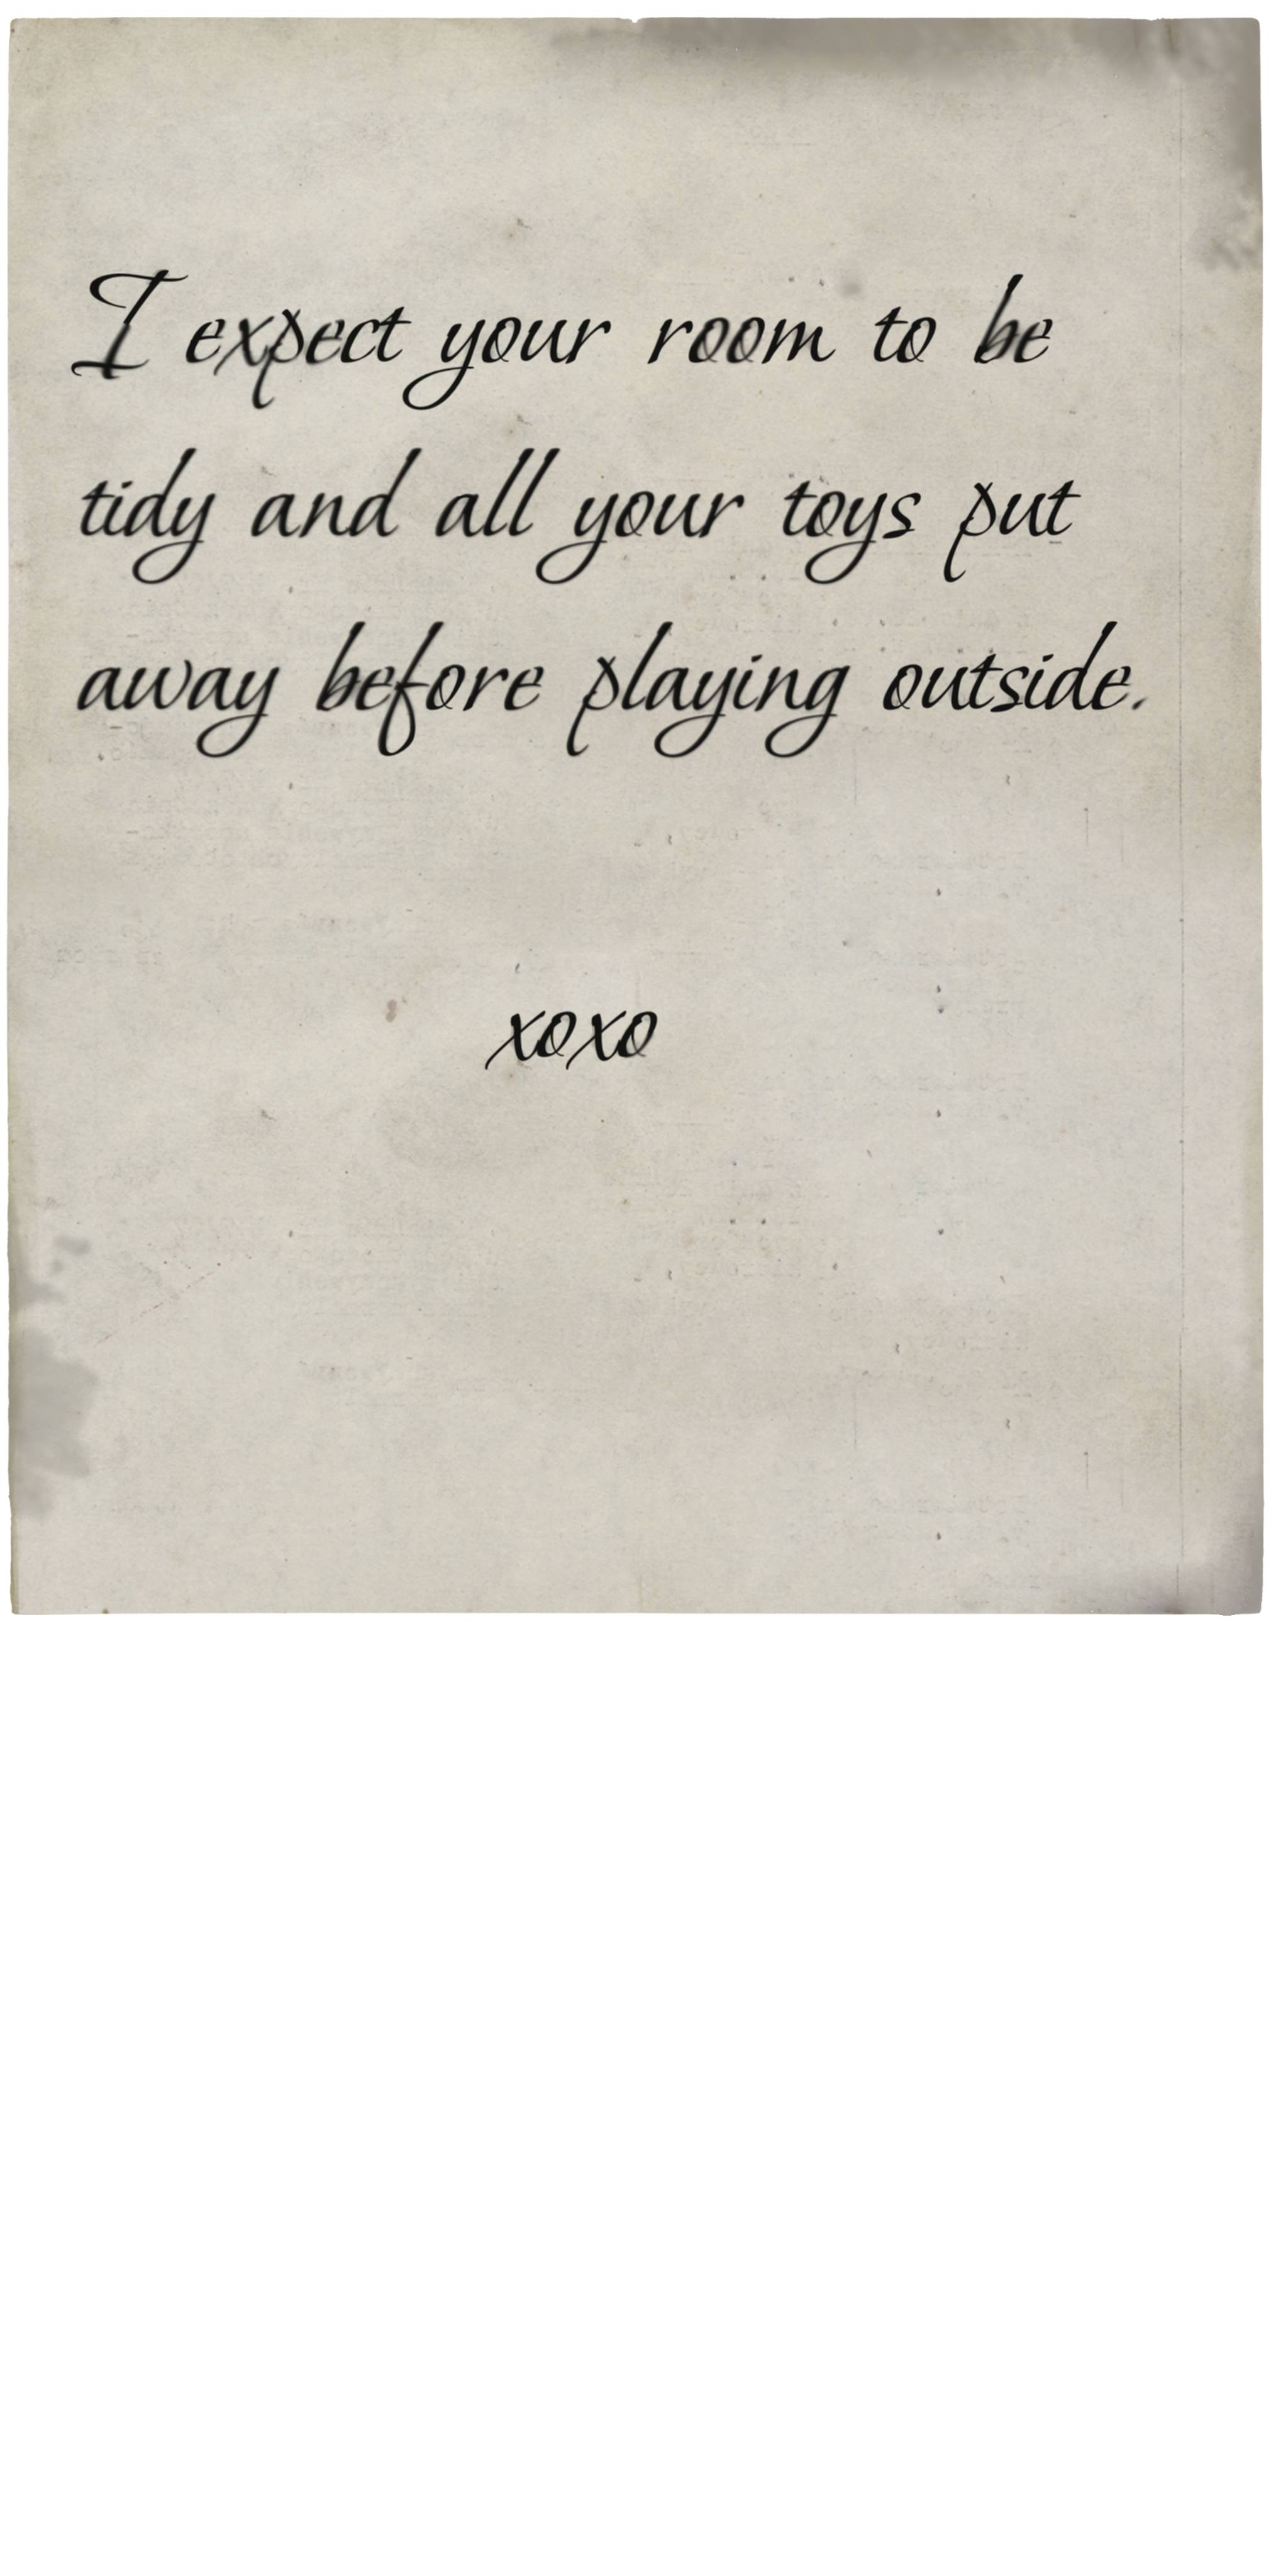 I expect your room to be
tidy and all your toys put
away before playing outside.
xoxo